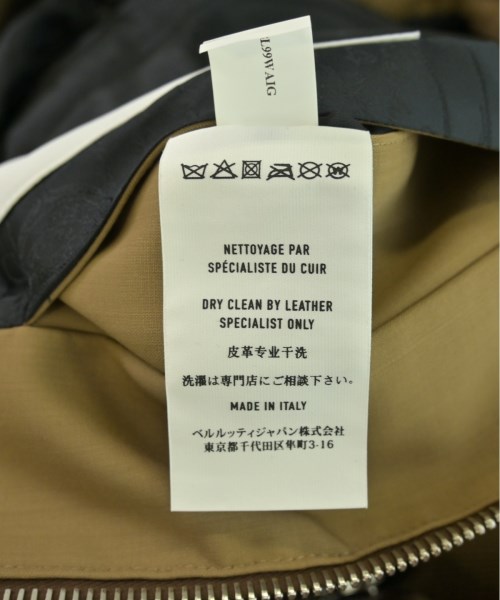 L99WAIG
NETTOYAGE PAR
SPÉCIALISTE DU CUIR
DRY CLEAN BY LEATHER
SPECIALIST ONLY
皮革专业干洗
洗濯は専門店にご相談下さい。
MADE IN ITALY
ベルルッティジャパン株式会社
東京都千代田区隼町3-16